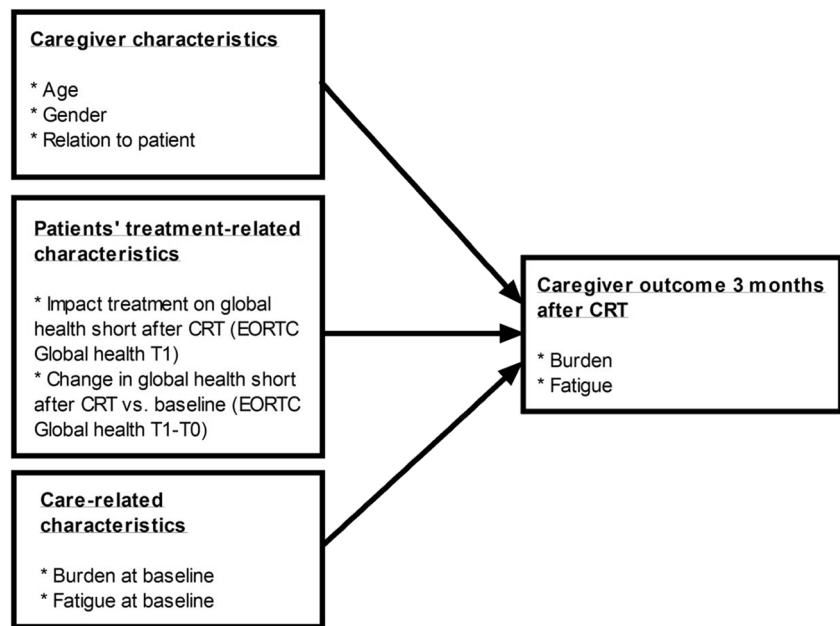 Caregiver characteristics
* Age
* Gender
* Relation to patient
Patients' treatment-related
characteristics
* Impact treatment on global
health short after CRT (EORTC
Global health T1)
* Change in global health short
after CRT vs. baseline (EORTC
Global health T1-T0)
Care-related
characteristics
* Burden at baseline
* Fatigue at baseline
Caregiver outcome 3 months
after CRT
* Burden
* Fatigue